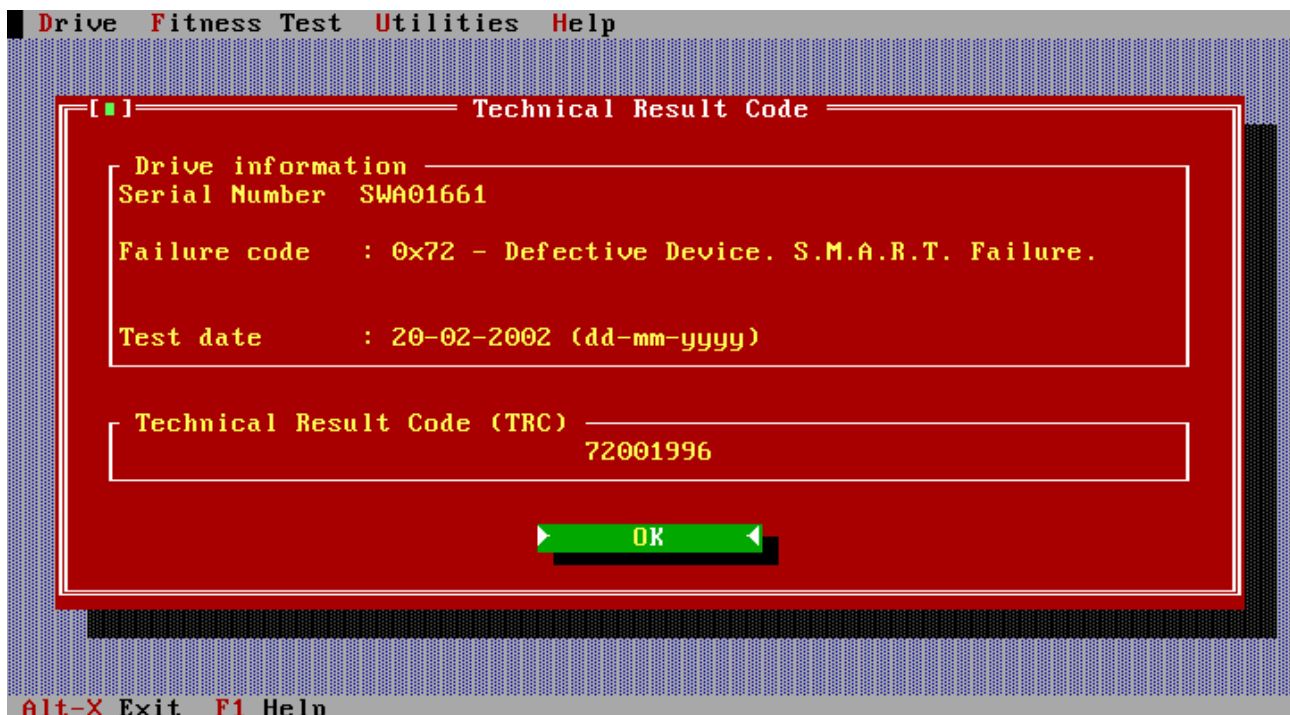 Drive Fitness Test Utilities Help
[■] Technical Result Code
Drive information
Serial Number SWA01661
Failure code : 0x72 - Defective Device. S.M.A.R.T. Failure.
Test date : 20-02-2002 (dd-mm-yyyy)
Technical Result Code (TRC)
72001996
OK
Alt-X Exit F1 Help